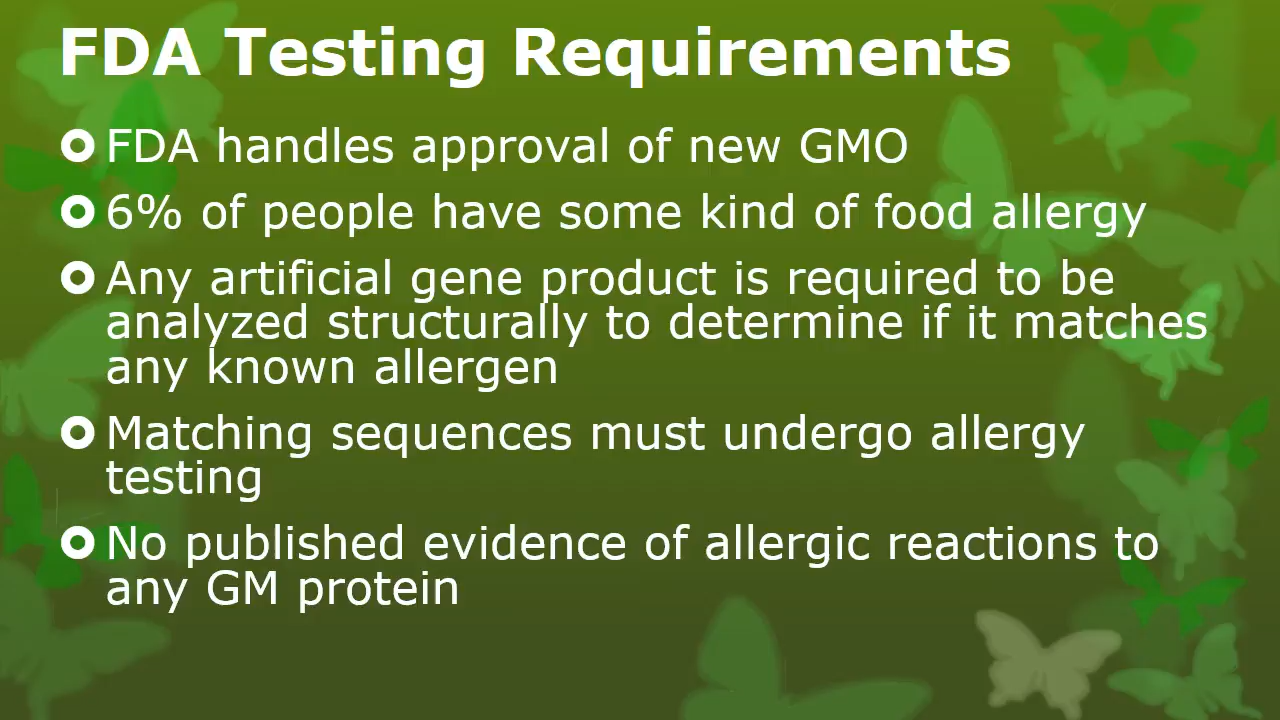 FDA Testing Requirements
FDA handles approval of new GMO
6% of people have some kind of food allergy
Any artificial gene product is required to be
analyzed structurally to determine if it matches
any known allergen
Matching sequences must undergo allergy
testing
No published evidence of allergic reactions to
any GM protein